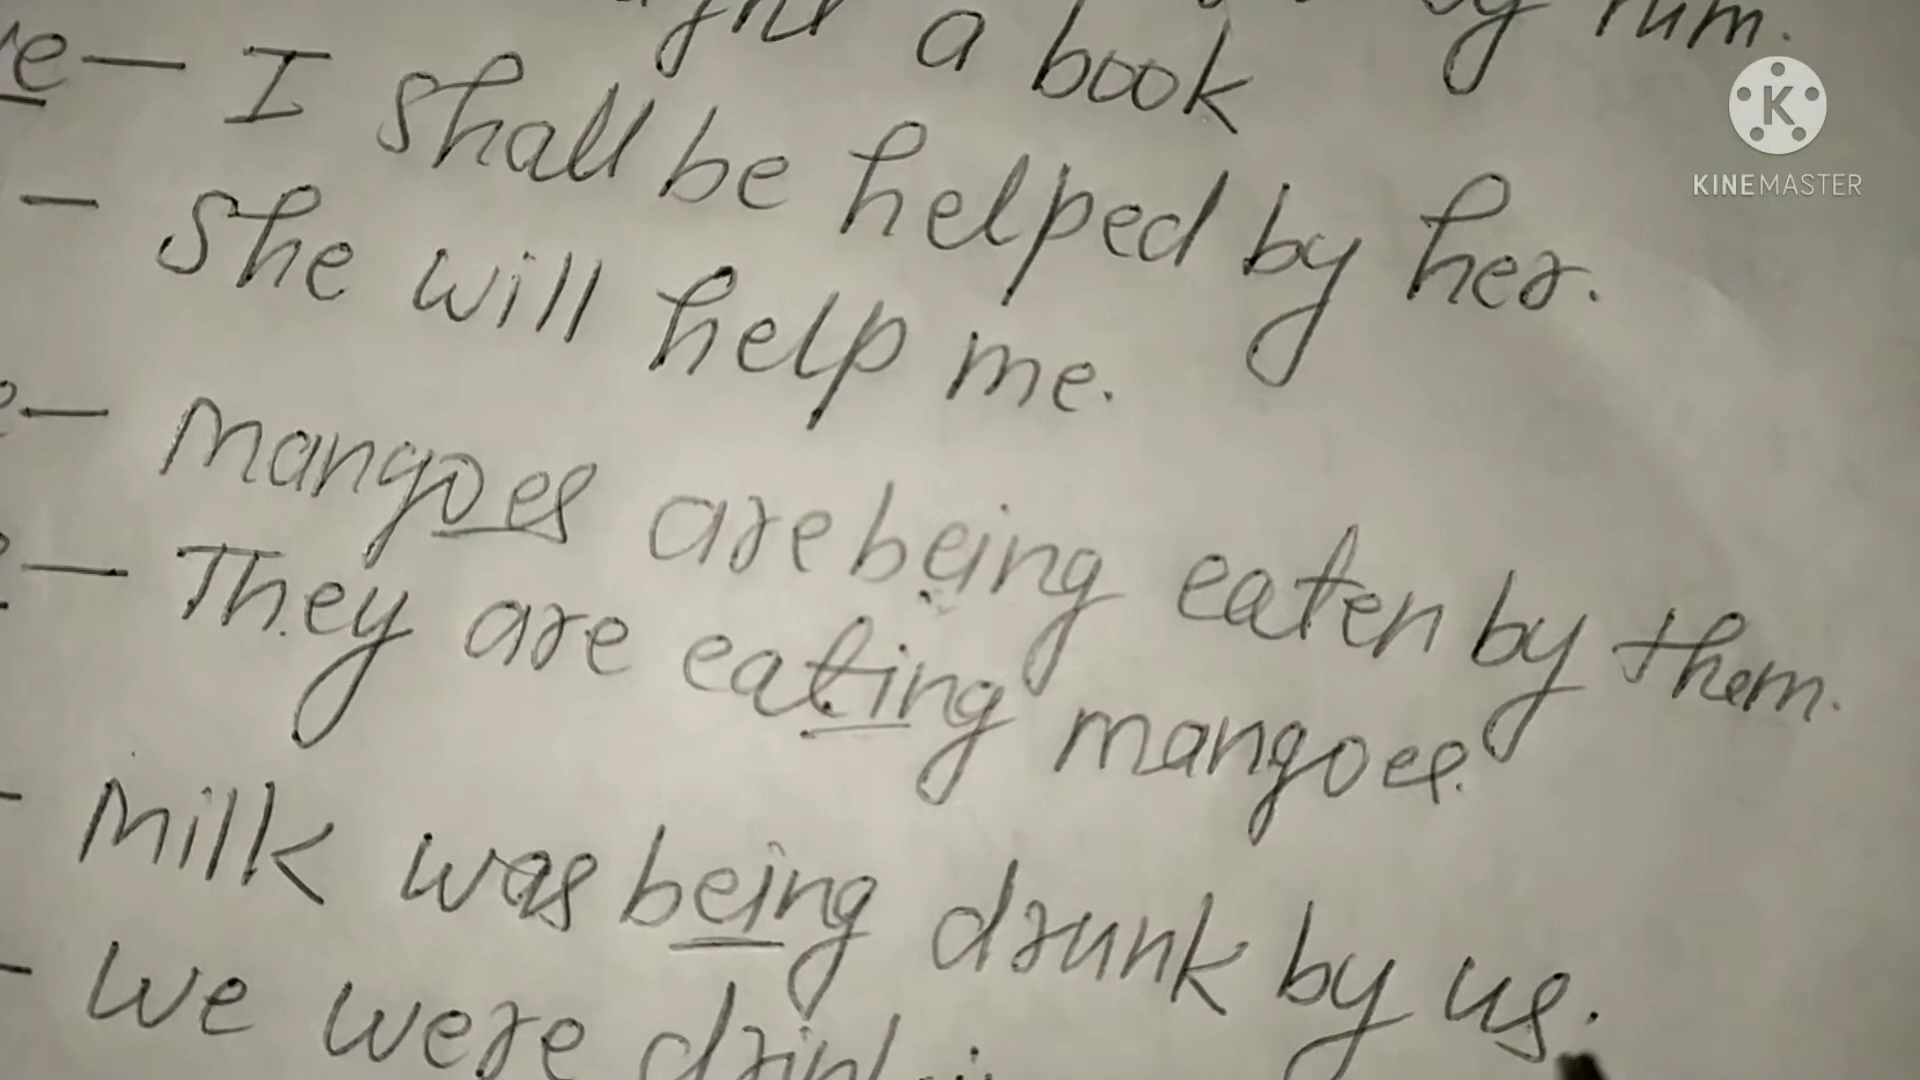 a book by
e — I shall be helped by her.
— She will help me.
— Mangoes are being eaten by them.
— They are eating mangoes.
- Milk was being drunk by us.
- We were
KINEMASTER